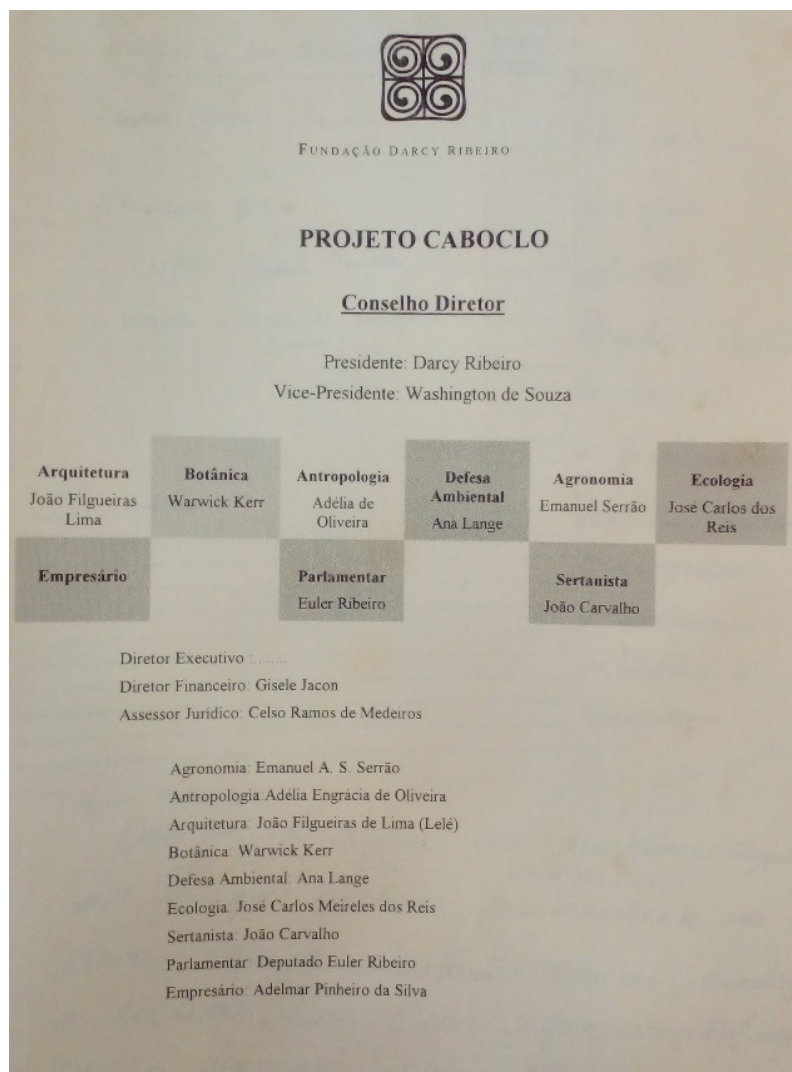 FUNDAÇÃO DARCY RIBEIRO
PROJETO CABOCLO
Conselho Diretor
Presidente: Darcy Ribeiro
Vice-Presidente: Washington de Souza
Arquitetura
João Filgueiras
Lima
Botânica
Warwick Kerr
Antropologia
Adélia de
Oliveira
Defesa
Ambiental
Ana Lange
Agronomia
Emanuel Serrão
Ecologia
José Carlos dos
Reis
Empresário
Parlamentar
Euler Ribeiro
Sertanista
João Carvalho
Diretor Executivo :........
Diretor Financeiro: Gisele Jacon
Assessor Jurídico: Celso Ramos de Medeiros
Agronomia: Emanuel A. S. Serrão
Antropologia:Adélia Engrácia de Oliveira
Arquitetura: João Filgueiras de Lima (Lelé)
Botânica: Warwick Kerr
Defesa Ambiental: Ana Lange
Ecologia: José Carlos Meireles dos Reis
Sertanista: João Carvalho
Parlamentar: Deputado Euler Ribeiro
Empresário: Adelmar Pinheiro da Silva